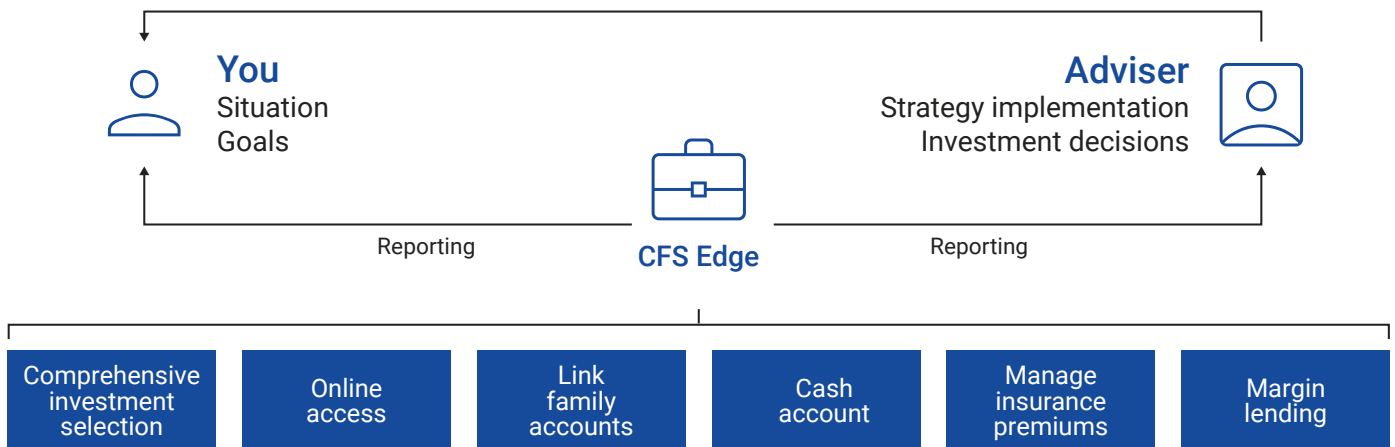 You
Situation
Goals
Adviser
Strategy implementation
Investment decisions
Reporting
CFS Edge
Reporting
Comprehensive
investment
selection
Online
access
Link
family
accounts
Cash
account
Manage
insurance
premiums
Margin
lending